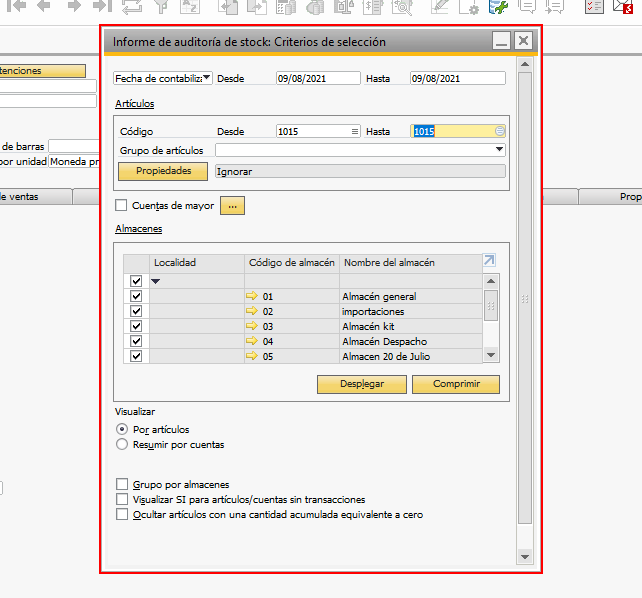 Informe de auditoría de stock: Criterios de selección
tenciones
Fecha de contabiliza Desde 09/08/2021 Hasta 09/08/2021
Artículos
Código Desde 1015 Hasta 1015
de barras
Grupo de artículos
por unidad Moneda pr
Propiedades Ignorar
de ventas
Prop
Cuentas de mayor ...
Almacenes
Localidad Código de almacén Nombre del almacén
01 Almacén general
02 importaciones
03 Almacén kit
04 Almacén Despacho
05 Almacen 20 de Julio
Desplegar Comprimir
Visualizar
Por artículos
Resumir por cuentas
Grupo por almacenes
Visualizar SI para artículos/cuentas sin transacciones
Ocultar artículos con una cantidad acumulada equivalente a cero